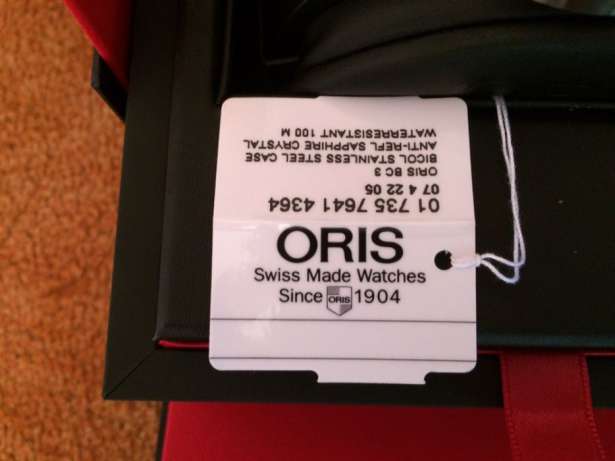 ORIS
Swiss Made Watches
Since ORIS 1904
01 735 7641 4364
07 4 22 05
ORIS BC 3
BICOL STAINLESS STEEL CASE
ANTI-REFL SAPPHIRE CRYSTAL
WATERRESISTANT 100 M